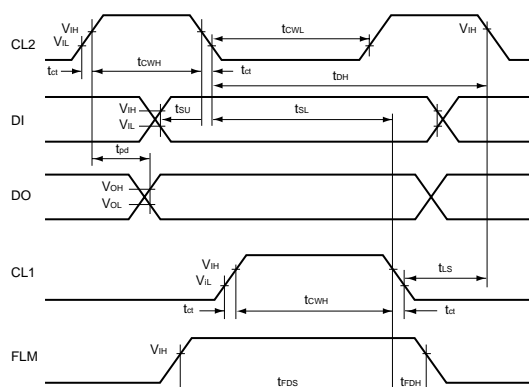 VIH
VIL
tCWL
VIH
CL2
tct
tCWH
tct
tDH
DI
VIH
VIL
tSU
tSL
tpd
DO
VOH
VOL
CL1
VIH
ViL
tLS
tct
tCWH
tct
FLM
VIH
tFDS
tFDH